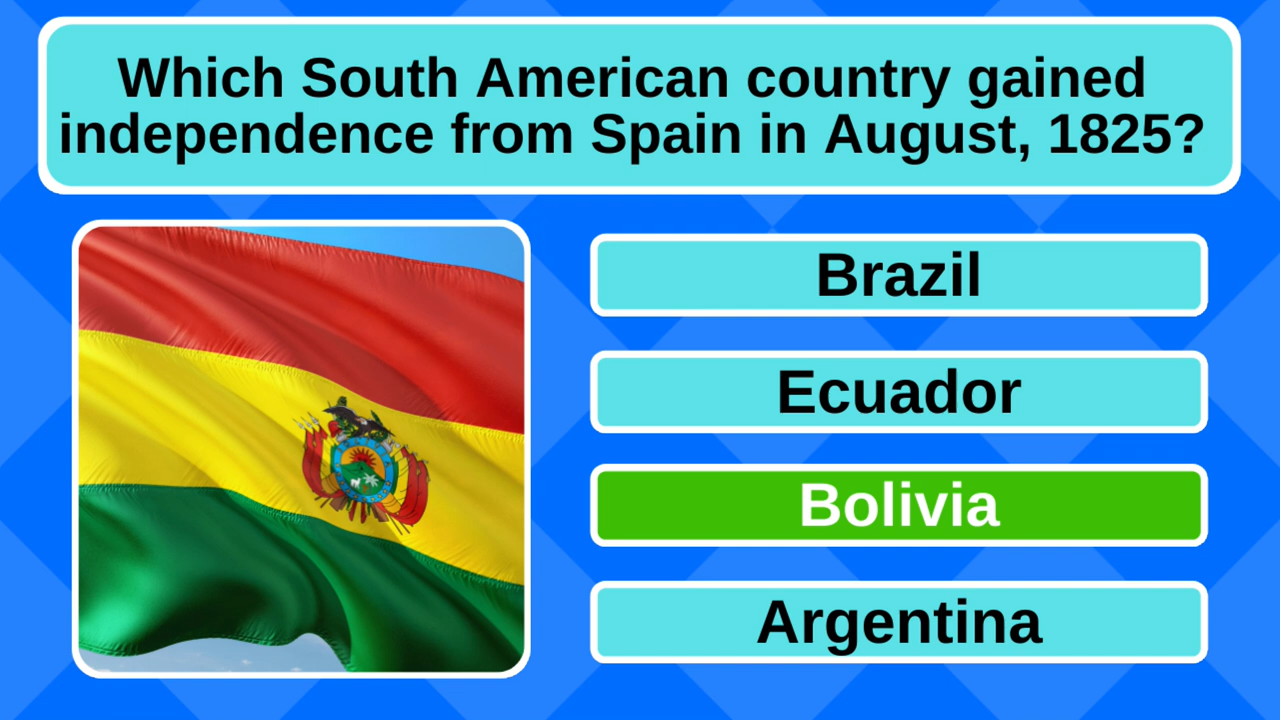 Which South American country gained
independence from Spain in August, 1825?
Brazil
Ecuador
Bolivia
Argentina